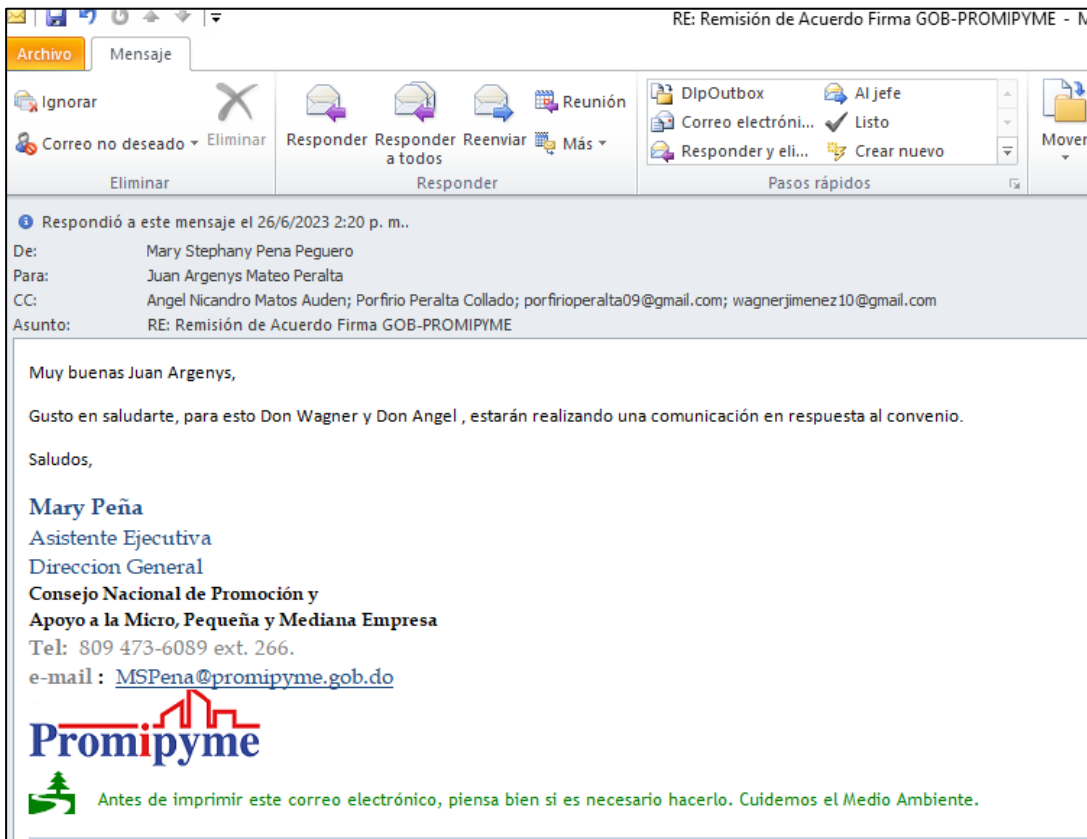 RE: Remisión de Acuerdo Firma GOB-PROMIPYME - M
Archivo Mensaje
Ignorar
Correo no deseado
Eliminar
Responder
Responder a todos
Reenviar
Reunión
Más
DlpOutbox
Al jefe
Correo electróni...
Listo
Responder y eli...
Crear nuevo
Mover
Eliminar
Responder
Pasos rápidos
Respondió a este mensaje el 26/6/2023 2:20 p. m..
De: Mary Stephany Pena Peguero
Para: Juan Argenys Mateo Peralta
CC: Angel Nicandro Matos Auden; Porfirio Peralta Collado; porfirioperalta09@gmail.com; wagnerjimenez10@gmail.com
Asunto: RE: Remisión de Acuerdo Firma GOB-PROMIPYME
Muy buenas Juan Argenys,
Gusto en saludarte, para esto Don Wagner y Don Angel , estarán realizando una comunicación en respuesta al convenio.
Saludos,
Mary Peña
Asistente Ejecutiva
Direccion General
Consejo Nacional de Promoción y
Apoyo a la Micro, Pequeña y Mediana Empresa
Tel: 809 473-6089 ext. 266.
e-mail : MSPena@promipyme.gob.do
Promipyme
Antes de imprimir este correo electrónico, piensa bien si es necesario hacerlo. Cuidemos el Medio Ambiente.